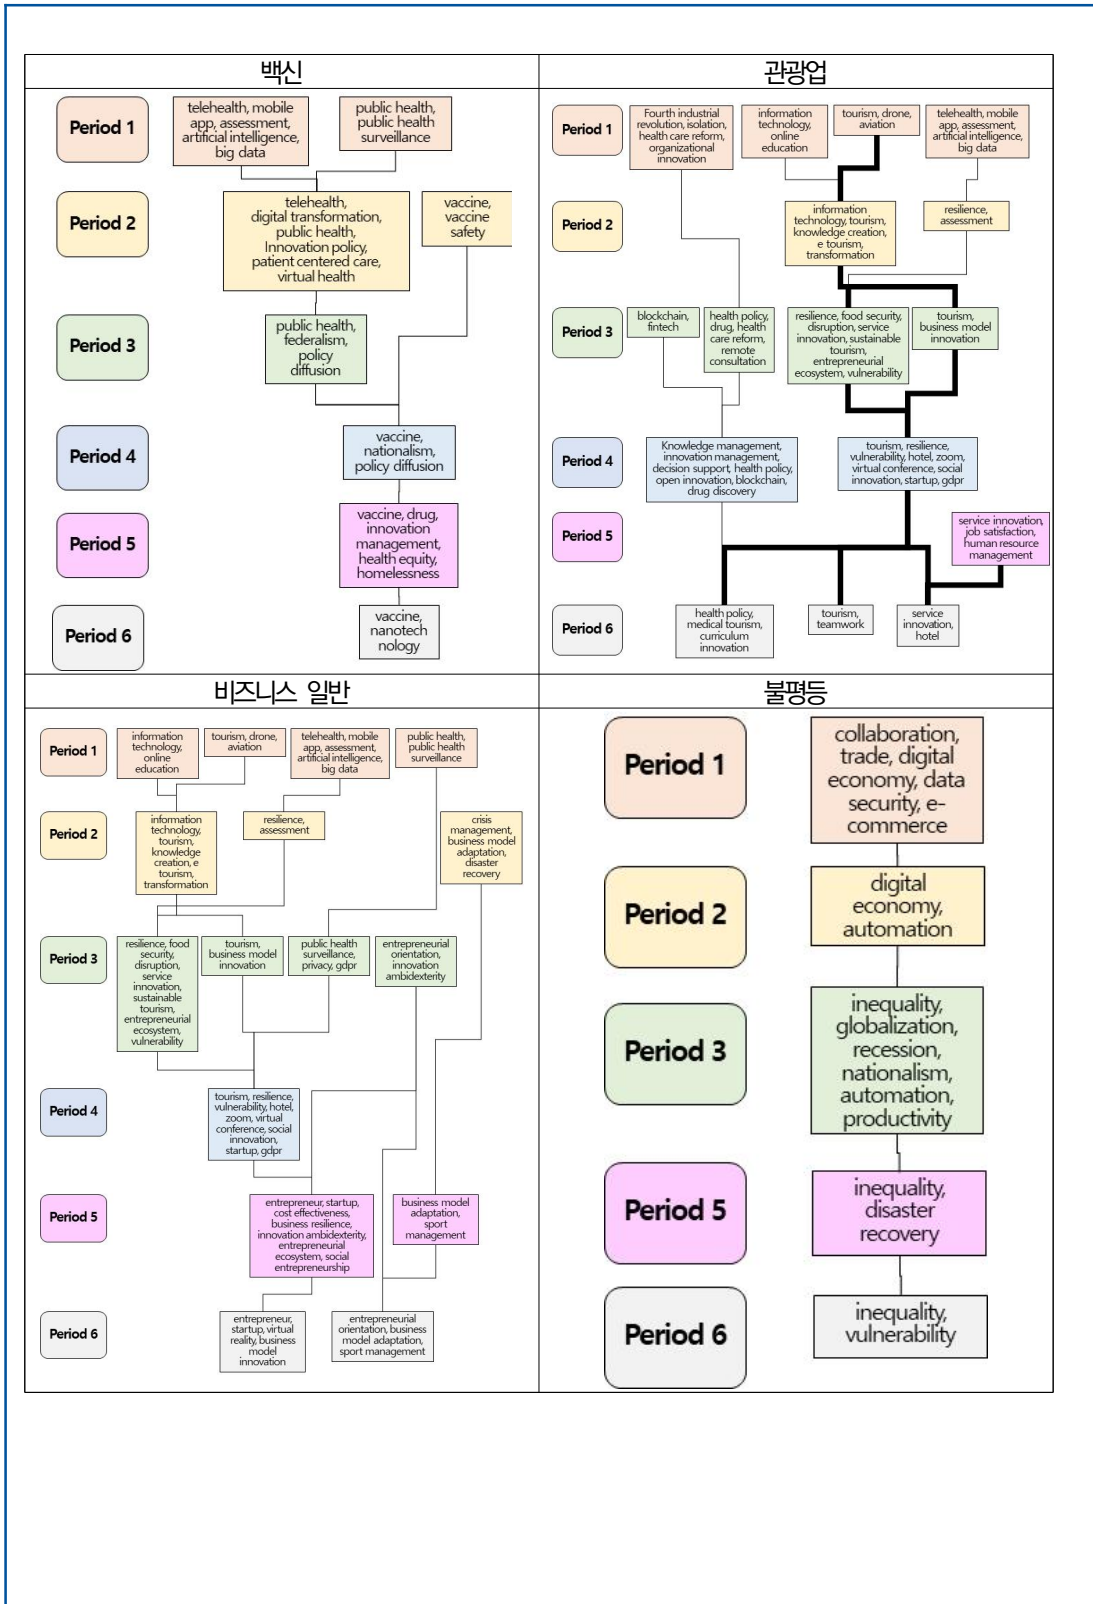 백신
Period 1
telehealth, mobile
app, assessment,
artificial intelligence,
big data
public health,
public health
surveillance
Period 2
telehealth,
digital transformation,
public health,
Innovation policy,
patient centered care,
virtual health
vaccine,
vaccine
safety
Period 3
public health,
federalism,
policy
diffusion
Period 4
vaccine,
nationalism,
policy diffusion
Period 5
vaccine, drug,
innovation
management,
health equity,
homelessness
Period 6
vaccine,
nanotech
nology
관광업
Period 1
Fourth industrial
revolution, isolation,
health care reform,
organizational
innovation
information
technology,
online
education
tourism, drone,
aviation
telehealth, mobile
app, assessment,
artificial intelligence,
big data
Period 2
information
technology, tourism,
knowledge creation,
e tourism,
transformation
resilience,
assessment
Period 3
blockchain,
fintech
health policy,
drug, health
care reform,
remote
consultation
resilience, food security,
disruption, service
innovation, sustainable
tourism,
entrepreneurial
ecosystem, vulnerability
tourism,
business model
innovation
Period 4
Knowledge management,
innovation management,
decision support, health policy,
open innovation, blockchain,
drug discovery
tourism, resilience,
vulnerability, hotel, zoom,
virtual conference, social
innovation, startup, gdpr
Period 5
service innovation,
job satisfaction,
human resource
management
Period 6
health policy,
medical tourism,
curriculum
innovation
tourism,
teamwork
service
innovation,
hotel
비즈니스 일반
Period 1
information
technology,
online
education
tourism, drone,
aviation
telehealth, mobile
app, assessment,
artificial intelligence,
big data
public health,
public health
surveillance
Period 2
information
technology,
tourism,
knowledge
creation, e
tourism,
transformation
resilience,
assessment
crisis
management,
business model
adaptation,
disaster
recovery
Period 3
resilience, food
security,
disruption,
service
innovation,
sustainable
tourism,
entrepreneurial
ecosystem,
vulnerability
tourism,
business model
innovation
public health
surveillance,
privacy, gdpr
entrepreneurial
orientation,
innovation
ambidexterity
Period 4
tourism, resilience,
vulnerability, hotel,
zoom, virtual
conference, social
innovation,
startup, gdpr
Period 5
entrepreneur, startup,
cost effectiveness,
business resilience,
innovation ambidexterity,
entrepreneurial
ecosystem, social
entrepreneurship
business model
adaptation,
sport
management
Period 6
entrepreneur,
startup, virtual
reality, business
model
innovation
entrepreneurial
orientation, business
model adaptation,
sport management
불평등
Period 1
collaboration,
trade, digital
economy, data
security, e-
commerce
Period 2
digital
economy,
automation
Period 3
inequality,
globalization,
recession,
nationalism,
automation,
productivity
Period 5
inequality,
disaster
recovery
Period 6
inequality,
vulnerability